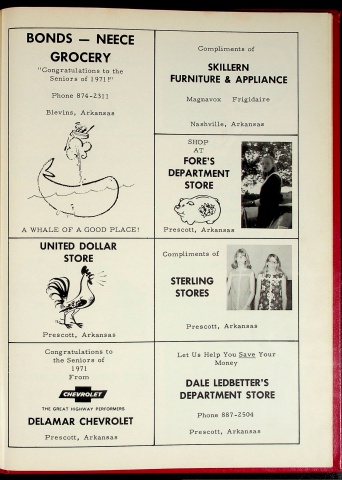 BONDS — NEECE
GROCERY
"Congratulations to the
Seniors of 1971!"
Phone 874-2311
Blevins, Arkansas
A WHALE OF A GOOD PLACE!
Compliments of
SKILLERN
FURNITURE & APPLIANCE
Magnavox Frigidaire
Nashville, Arkansas
SHOP
AT
FORE'S
DEPARTMENT
STORE
Prescott, Arkansas
UNITED DOLLAR
STORE
Prescott, Arkansas
Compliments of
STERLING
STORES
Prescott, Arkansas
Congratulations to
the Seniors of
1971
From
CHEVROLET
THE GREAT HIGHWAY PERFORMERS
DELAMAR CHEVROLET
Prescott, Arkansas
Let Us Help You Save Your
Money
DALE LEDBETTER'S
DEPARTMENT STORE
Phone 887-2504
Prescott, Arkansas